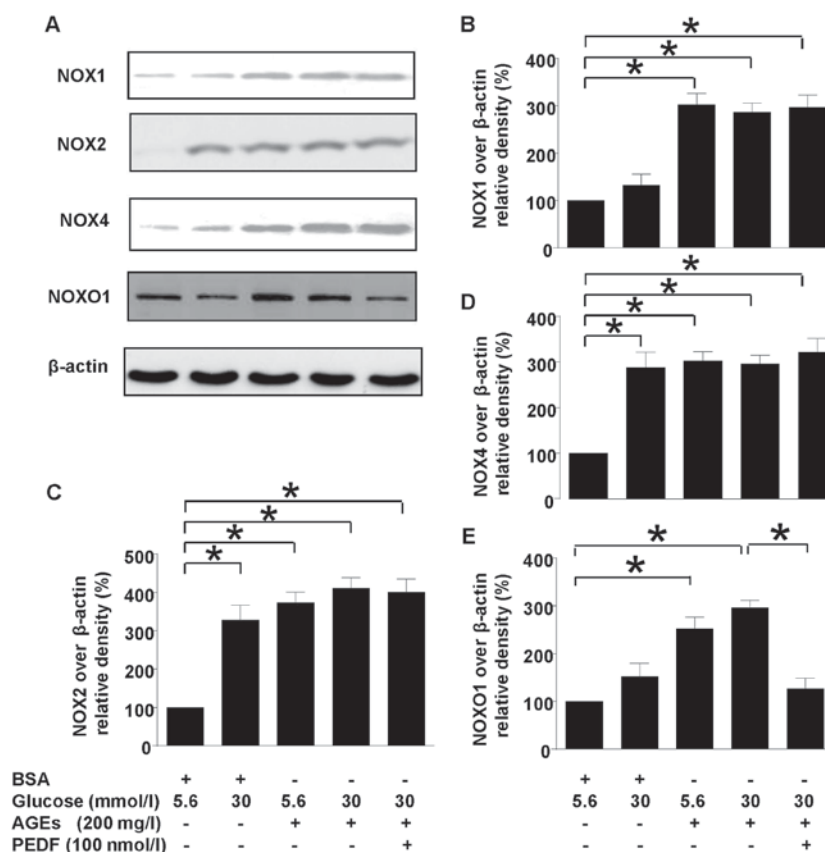 A
NOX1
NOX2
NOX4
NOXO1
β-actin
B
NOX1 over β-actin
relative density (%)
400
300
200
100
0
*
*
*
D
NOX4 over β-actin
relative density (%)
400
300
200
100
0
*
*
*
*
C
NOX2 over β-actin
relative density (%)
500
400
300
200
100
0
*
*
*
*
E
NOXO1 over β-actin
relative density (%)
400
300
200
100
0
*
*
*
BSA + + - - - + + - - -
Glucose (mmol/l) 5.6 30 5.6 30 30 5.6 30 5.6 30 30
AGEs (200 mg/l) - - + + + - - + + +
PEDF (100 nmol/l) - - - - + - - - - +